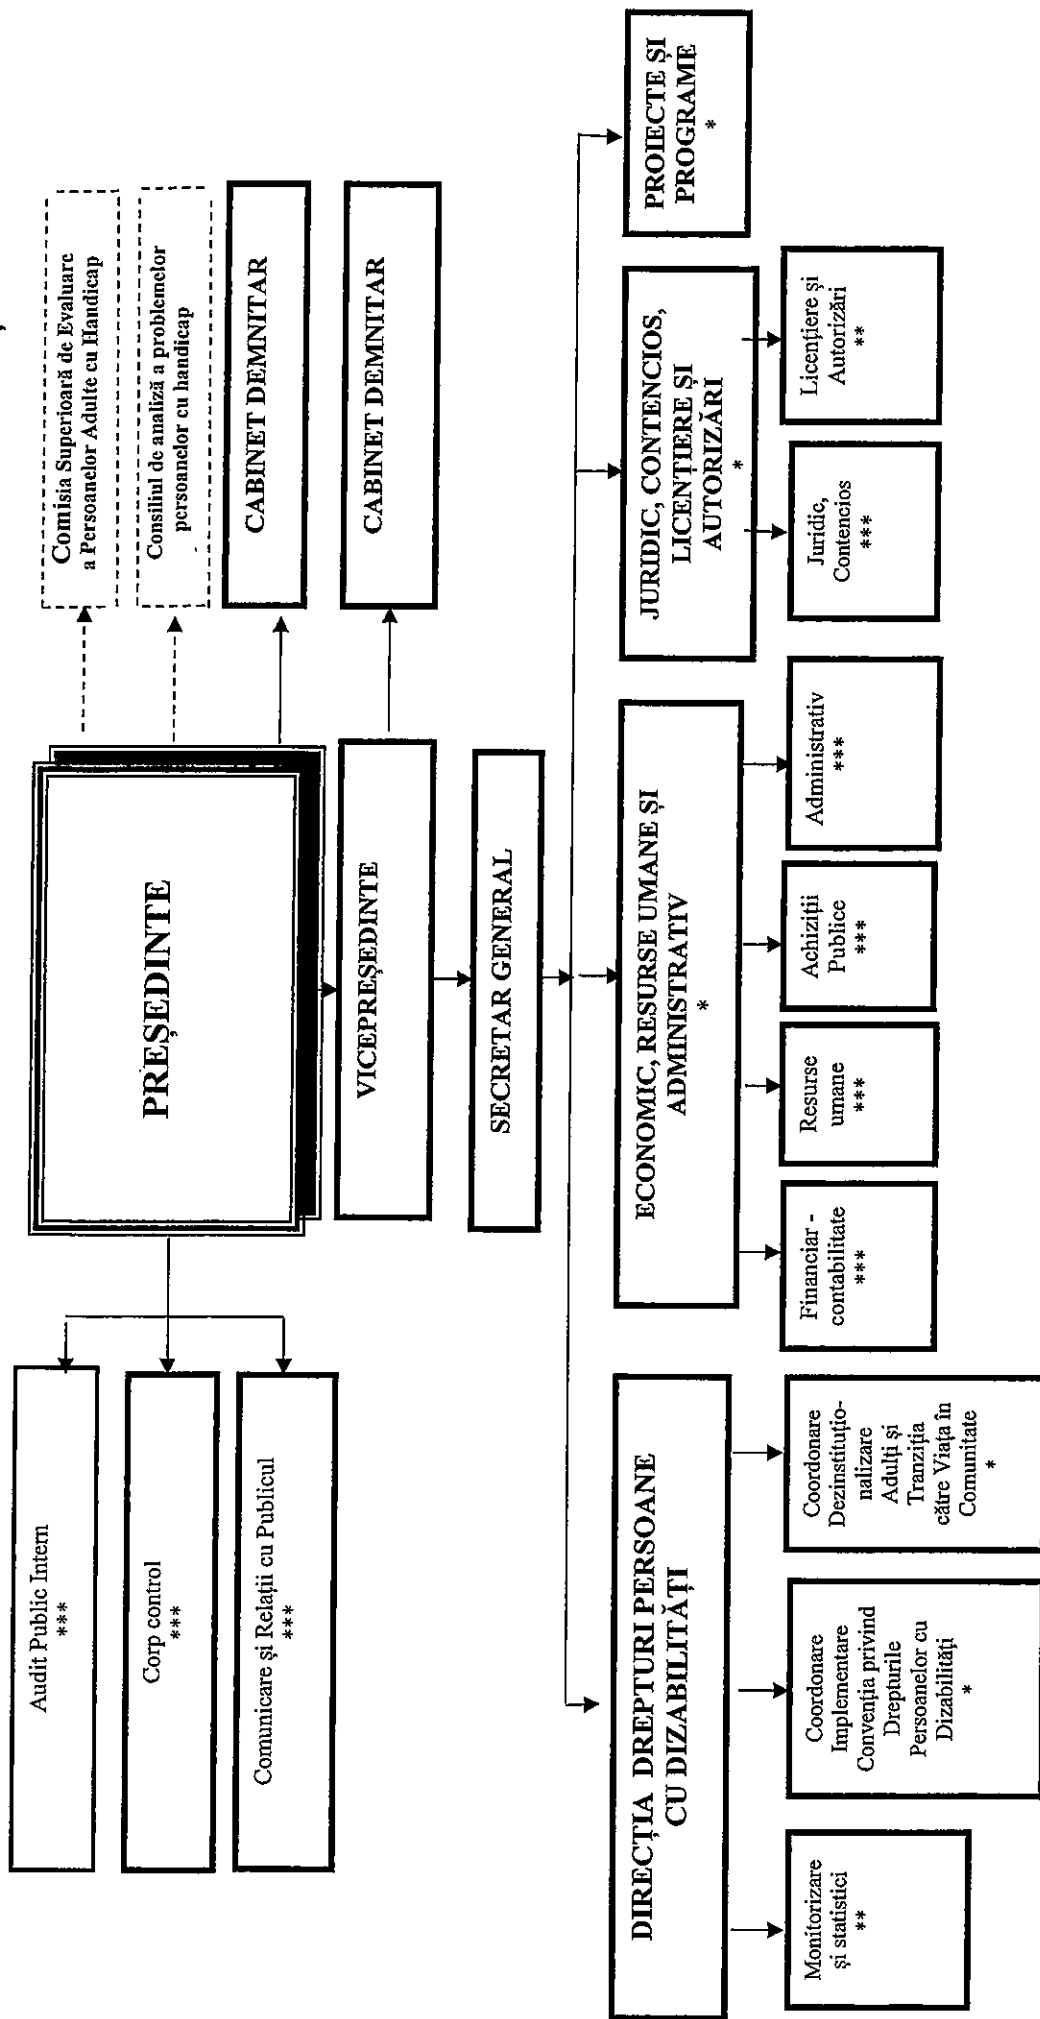 Comisia Superioară de Evaluare
a Persoanelor Adulte cu Handicap
Consiliul de analiză a problemelor
persoanelor cu handicap
CABINET DEMNITAR
CABINET DEMNITAR
PREȘEDINTE
VICEPREȘEDINTE
SECRETAR GENERAL
Audit Public Intern
***
Corp control
***
Comunicare și Relații cu Publicul
***
DIRECȚIA DREPTURI PERSOANE
CU DIZABILITĂȚI
ECONOMIC, RESURSE UMANE ȘI
ADMINISTRATIV
*
JURIDIC, CONTENCIOS,
LICENȚIERE ȘI
AUTORIZĂRI
*
PROIECTE ȘI
PROGRAME
*
Monitorizare
și statistici
**
Coordonare
Implementare
Convenția privind
Drepturile
Persoanelor cu
Dizabilități
*
Coordonare
Dezinstituțio-
nalizare
Adulți și
Tranziția
către Viața în
Comunitate
*
Financiar -
contabilitate
***
Resurse
umane
***
Achiziții
Publice
***
Administrativ
***
Juridic,
Contencios
***
Licențiere și
Autorizări
**